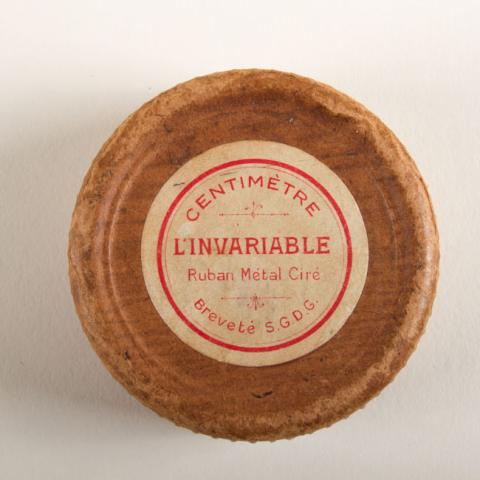 CENTIMÈTRE
L'INVARIABLE
Ruban Métal Ciré
Breveté S.G.D.G.